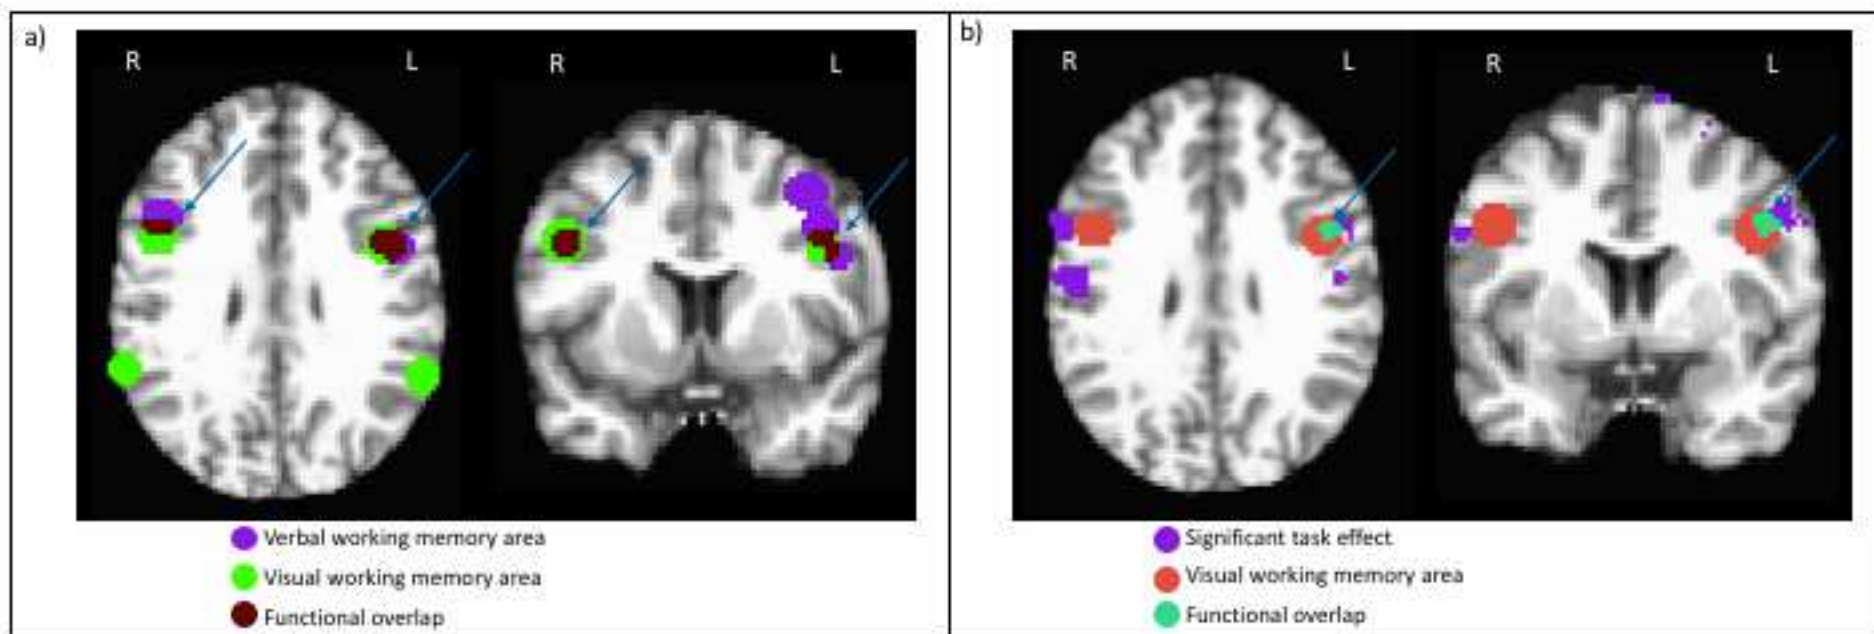 a)
R
L
R
L
Verbal working memory area
Visual working memory area
Functional overlap
b)
R
L
R
L
Significant task effect
Visual working memory area
Functional overlap